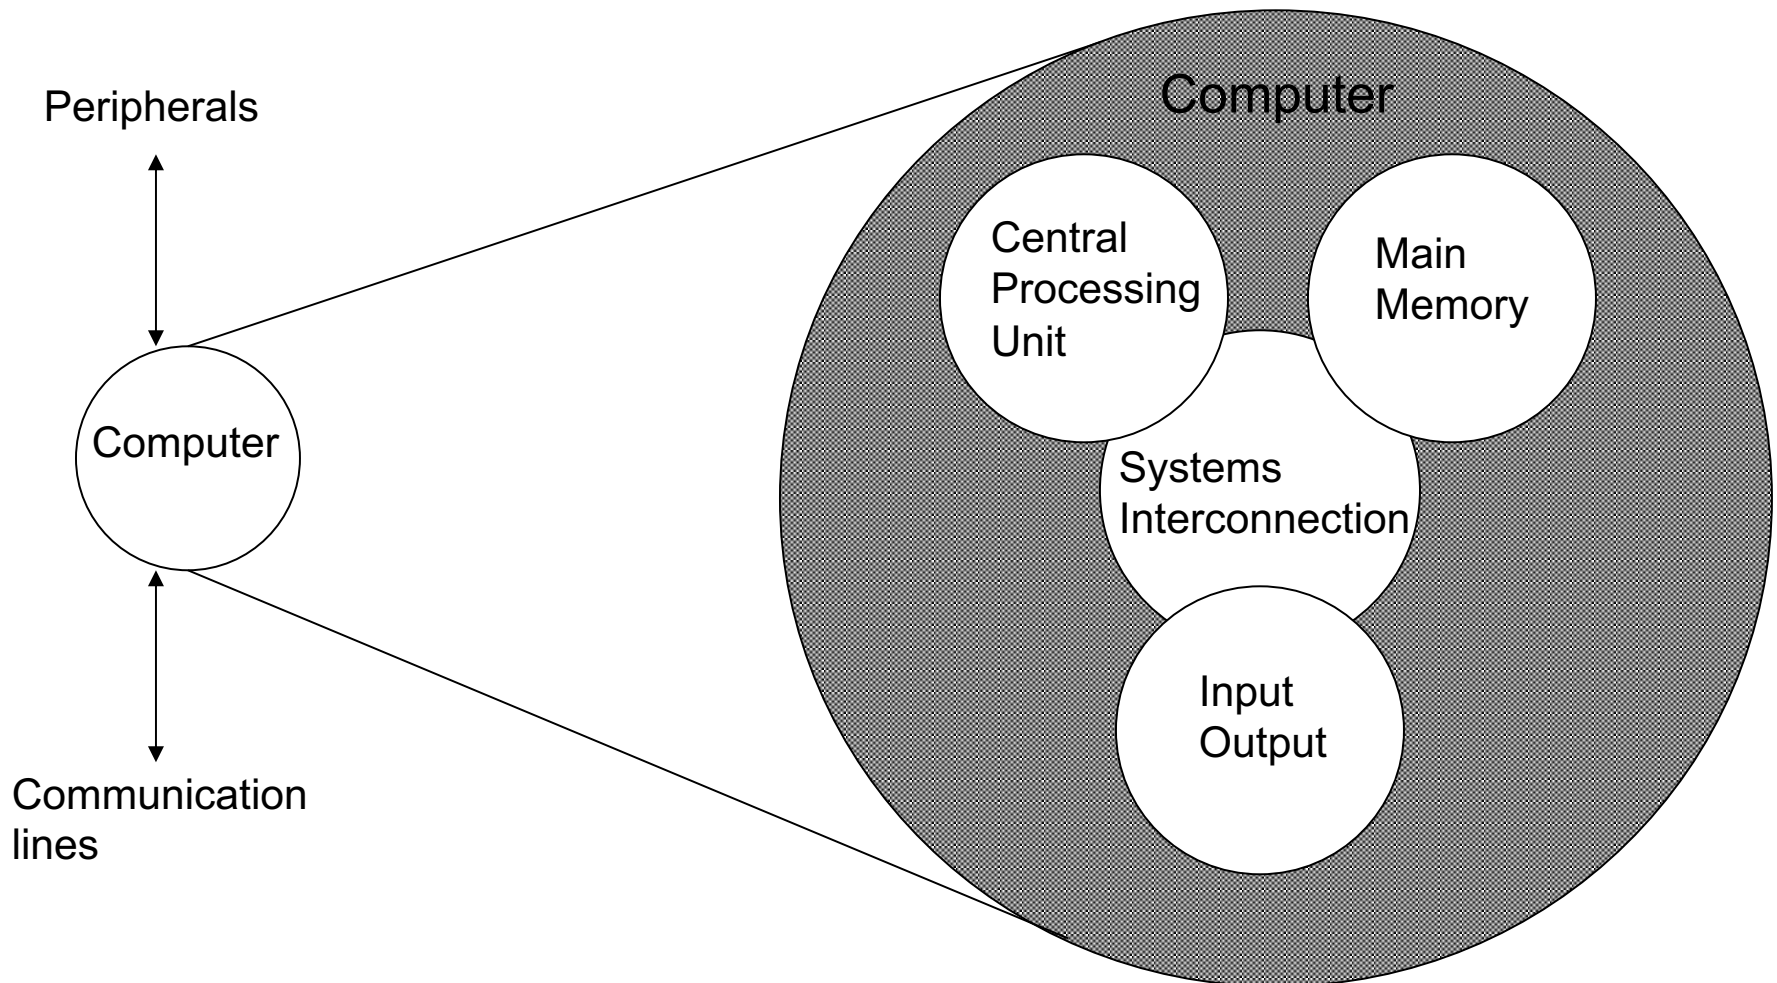 Peripherals
Computer
Communication
lines
Computer
Central
Processing
Unit
Main
Memory
Systems
Interconnection
Input
Output